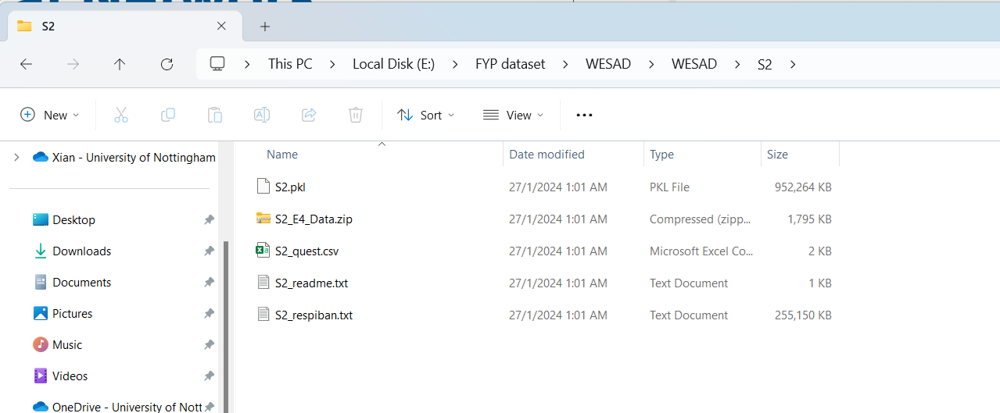 S2
This PC > Local Disk (E:) > FYP dataset > WESAD > WESAD > S2 >
New Sort View
Xian - University of Nottingham
Desktop
Downloads
Documents
Pictures
Music
Videos
OneDrive - University of Nott
Name Date modified Type Size
S2.pkl 27/1/2024 1:01 AM PKL File 952,264 KB
S2_E4_Data.zip 27/1/2024 1:01 AM Compressed (zipp... 1,795 KB
S2_quest.csv 27/1/2024 1:01 AM Microsoft Excel Co... 2 KB
S2_readme.txt 27/1/2024 1:01 AM Text Document 1 KB
S2_respiban.txt 27/1/2024 1:01 AM Text Document 255,150 KB